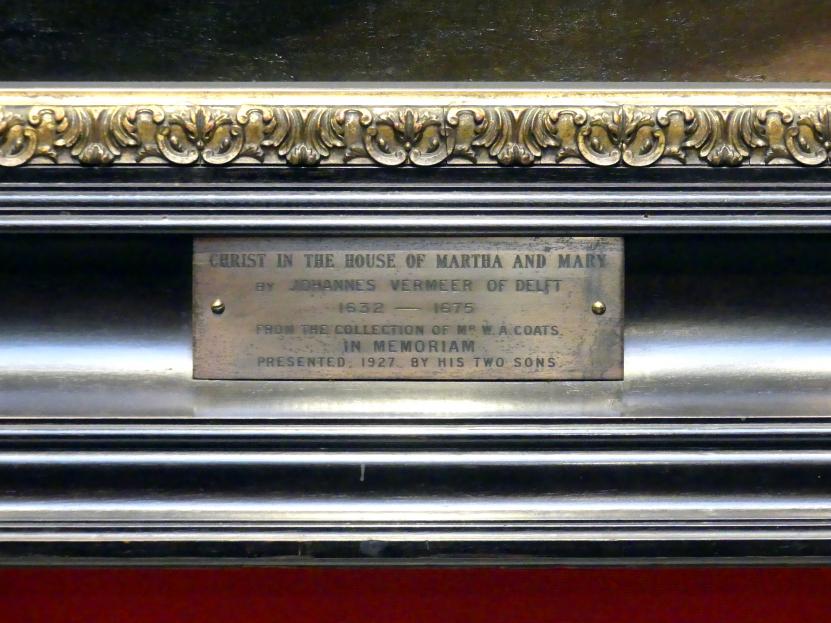 CHRIST IN THE HOUSE OF MARTHA AND MARY
BY JOHANNES VERMEER OF DELFT
1632 — 1675
FROM THE COLLECTION OF MR. W. A. COATS.
IN MEMORIAM
PRESENTED, 1927, BY HIS TWO SONS.